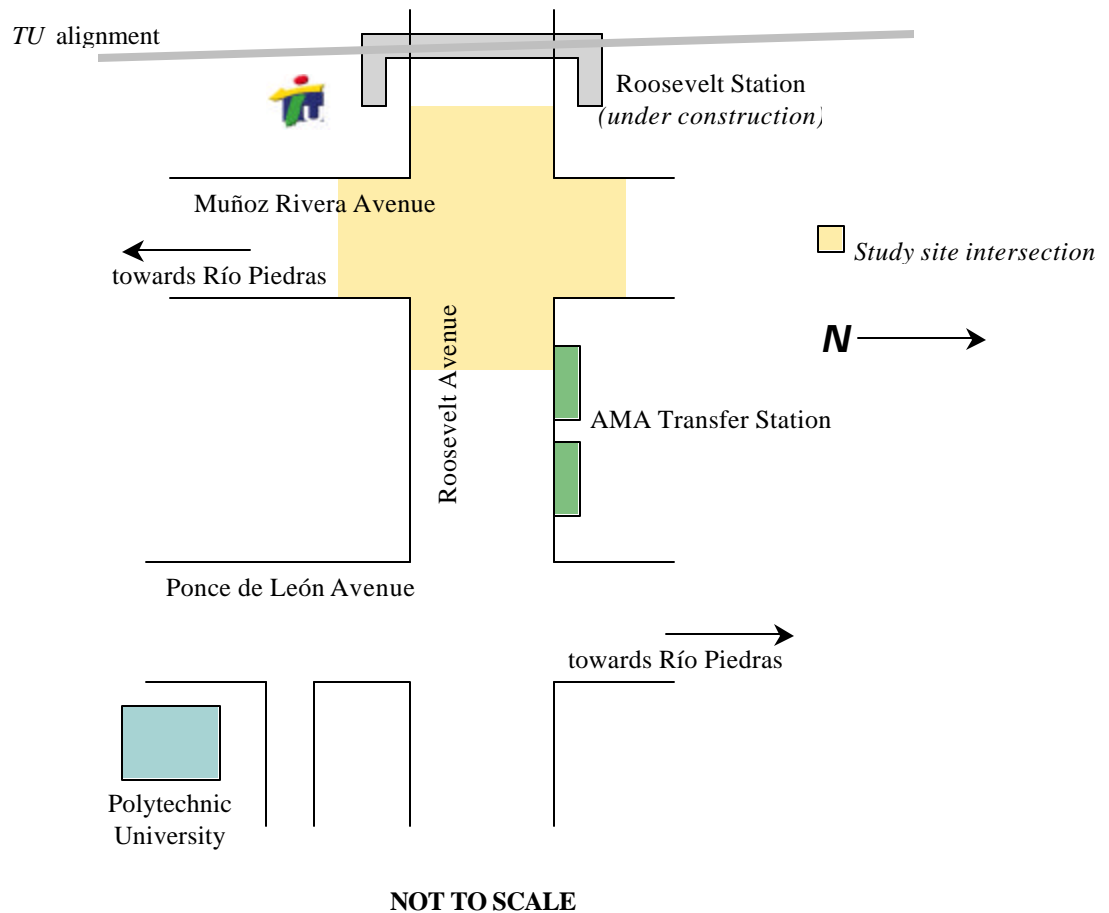 TU alignment
Roosevelt Station
(under construction)
TU
Muñoz Rivera Avenue
towards Río Piedras
Study site intersection
N
Roosevelt Avenue
AMA Transfer Station
Ponce de León Avenue
towards Río Piedras
Polytechnic
University
NOT TO SCALE